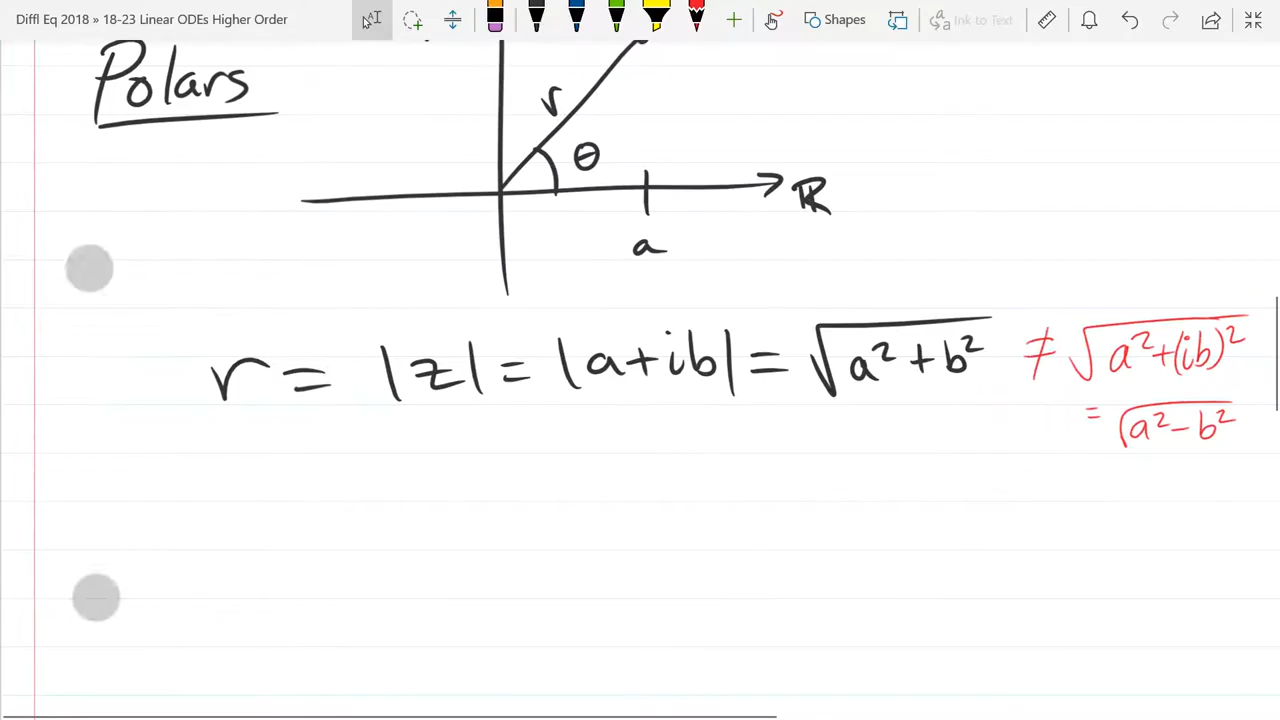 Diffl Eq 2018 » 18-23 Linear ODEs Higher Order
Shapes
Link to Text
Polars
r
θ
ℝ
a
r = |z| = |a+ib| = √(a²+b²) ≠ √(a²+(ib)²)
= √(a²-b²)